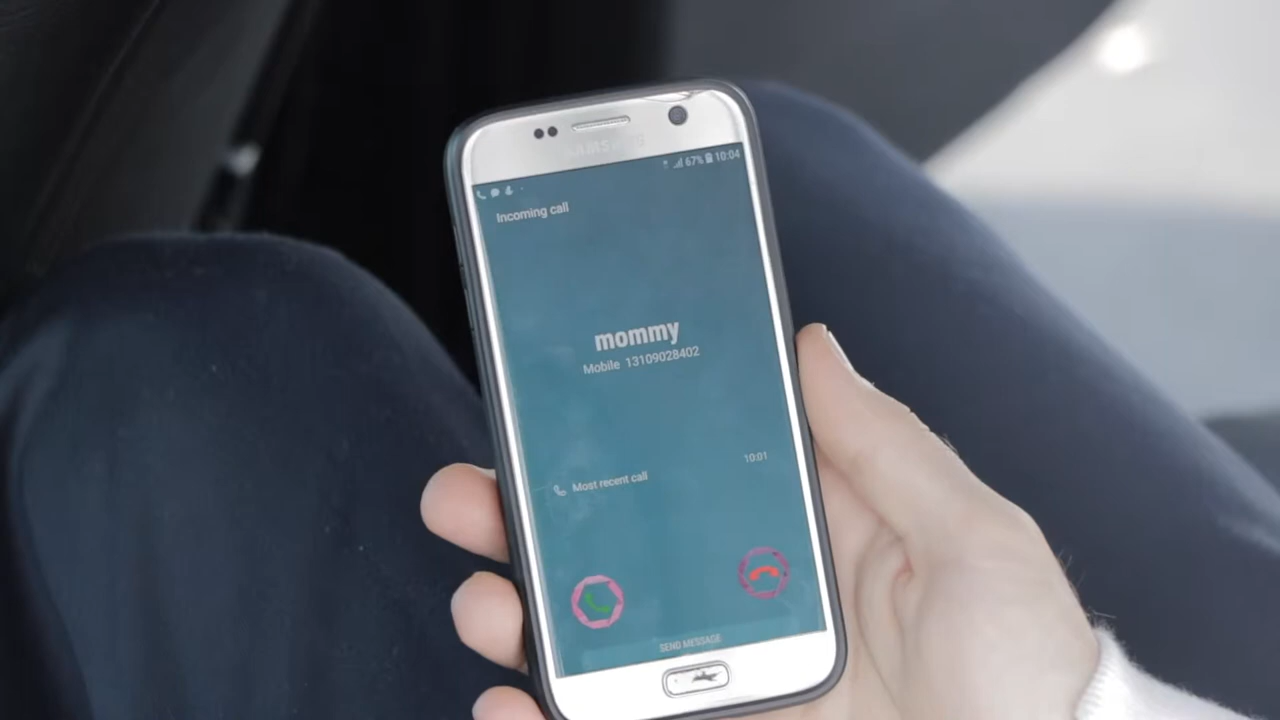 SAMSUNG
67% 10:04
Incoming call
mommy
Mobile 13109028402
10:01
Most recent call
SEND MESSAGE